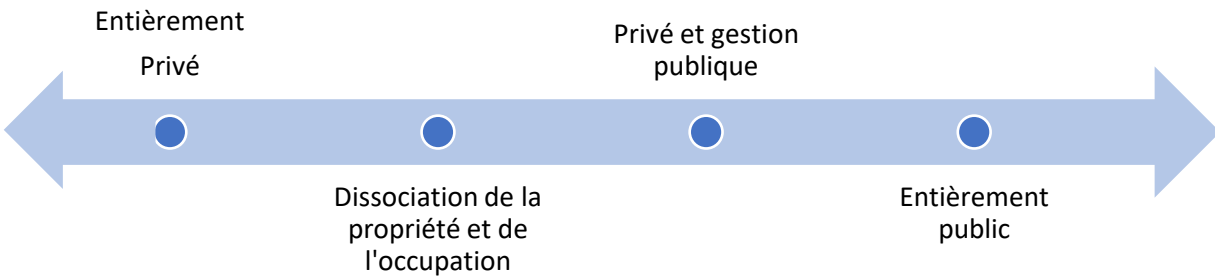 Entièrement
Privé
Dissociation de la
propriété et de
l'occupation
Privé et gestion
publique
Entièrement
public